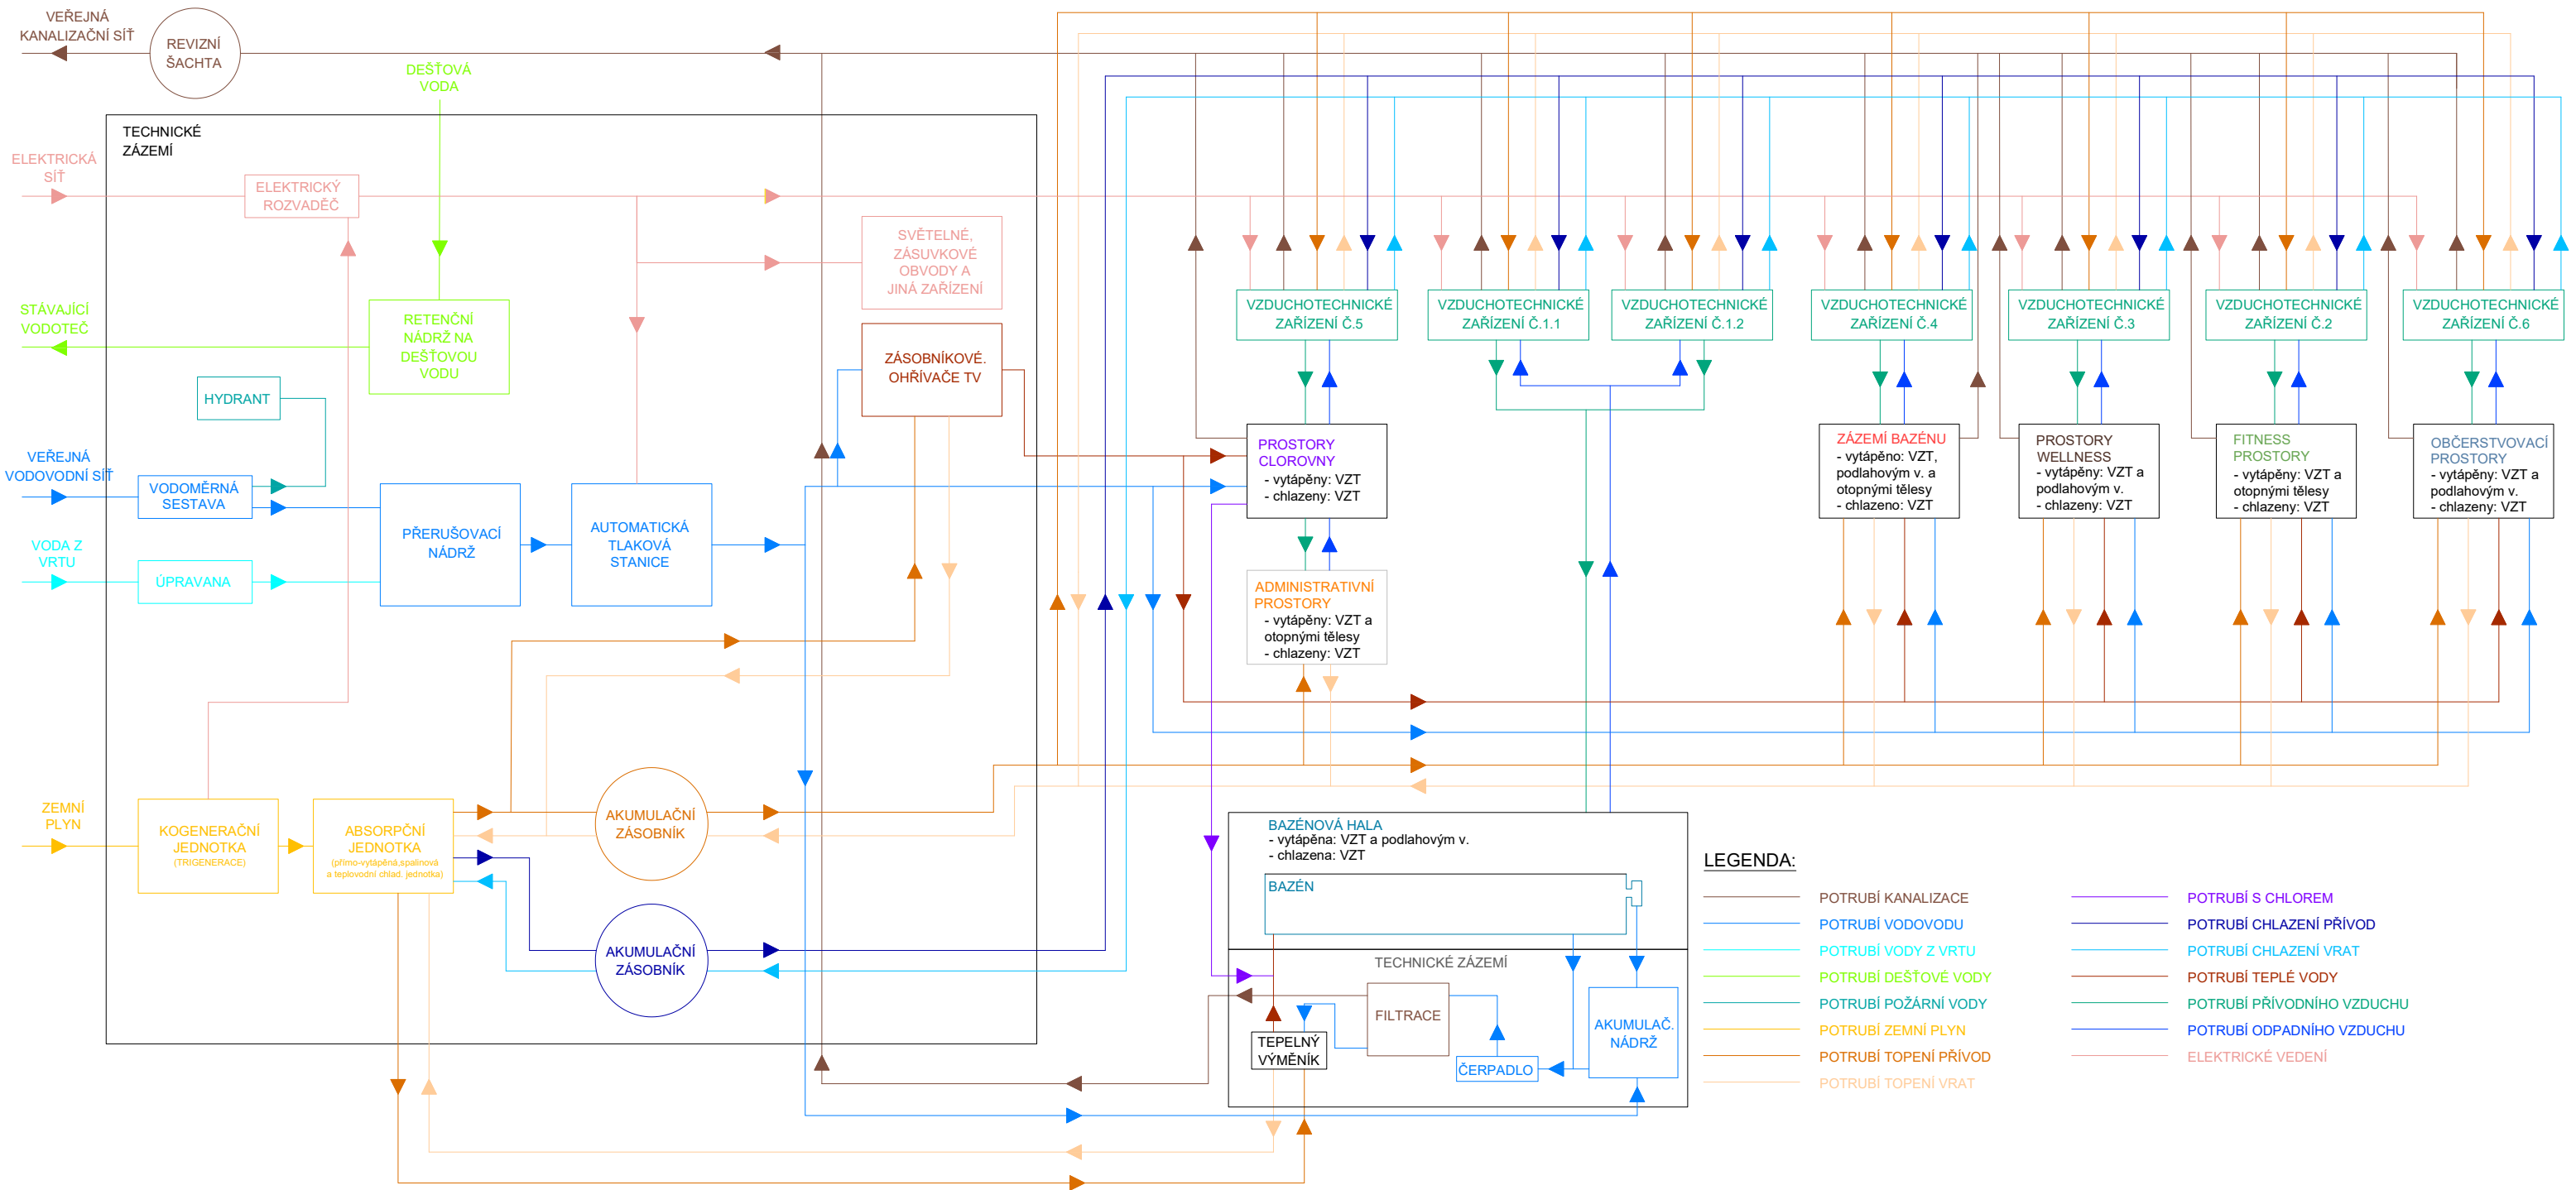 VEŘEJNÁ
KANALIZAČNÍ SÍŤ
REVIZNÍ
ŠACHTA
DEŠŤOVÁ
VODA
TECHNICKÉ
ZÁZEMÍ
ELEKTRICKÁ
SÍŤ
ELEKTRICKÝ
ROZVADĚČ
SVĚTELNÉ,
ZÁSUVKOVÉ
OBVODY A
JINÁ ZAŘÍZENÍ
STÁVAJÍCÍ
VODOTEČ
RETENČNÍ
NÁDRŽ NA
DEŠŤOVOU
VODU
ZÁSOBNÍKOVÉ.
OHŘÍVAČE TV
HYDRANT
VEŘEJNÁ
VODOVODNÍ SÍŤ
VODOMĚRNÁ
SESTAVA
PŘERUŠOVACÍ
NÁDRŽ
AUTOMATICKÁ
TLAKOVÁ
STANICE
VODA Z
VRTU
ÚPRAVANA
ZEMNÍ
PLYN
KOGENERAČNÍ
JEDNOTKA
(TRIGENERACE)
ABSORPČNÍ
JEDNOTKA
(přímo-vytápěná,spalinová
a teplovodní chlad. jednotka)
AKUMULAČNÍ
ZÁSOBNÍK
AKUMULAČNÍ
ZÁSOBNÍK
VZDUCHOTECHNICKÉ
ZAŘÍZENÍ Č.5
VZDUCHOTECHNICKÉ
ZAŘÍZENÍ Č.1.1
VZDUCHOTECHNICKÉ
ZAŘÍZENÍ Č.1.2
VZDUCHOTECHNICKÉ
ZAŘÍZENÍ Č.4
VZDUCHOTECHNICKÉ
ZAŘÍZENÍ Č.3
VZDUCHOTECHNICKÉ
ZAŘÍZENÍ Č.2
VZDUCHOTECHNICKÉ
ZAŘÍZENÍ Č.6
PROSTORY
CLOROVNY
- vytápěny: VZT
- chlazeny: VZT
ADMINISTRATIVNÍ
PROSTORY
- vytápěny: VZT a
otopnými tělesy
- chlazeny: VZT
ZÁZEMÍ BAZÉNU
- vytápěno: VZT,
podlahovým v. a
otopnými tělesy
- chlazeno: VZT
PROSTORY
WELLNESS
- vytápěny: VZT a
podlahovým v.
- chlazeny: VZT
FITNESS
PROSTORY
- vytápěny: VZT a
otopnými tělesy
- chlazeny: VZT
OBČERSTVOVACÍ
PROSTORY
- vytápěny: VZT a
podlahovým v.
- chlazeny: VZT
BAZÉNOVÁ HALA
- vytápěna: VZT a podlahovým v.
- chlazena: VZT
BAZÉN
TECHNICKÉ ZÁZEMÍ
FILTRACE
AKUMULAČ.
NÁDRŽ
TEPELNÝ
VÝMĚNÍK
ČERPADLO
LEGENDA:
POTRUBÍ KANALIZACE
POTRUBÍ VODOVODU
POTRUBÍ VODY Z VRTU
POTRUBÍ DEŠŤOVÉ VODY
POTRUBÍ POŽÁRNÍ VODY
POTRUBÍ ZEMNÍ PLYN
POTRUBÍ TOPENÍ PŘÍVOD
POTRUBÍ TOPENÍ VRAT
POTRUBÍ S CHLOREM
POTRUBÍ CHLAZENÍ PŘÍVOD
POTRUBÍ CHLAZENÍ VRAT
POTRUBÍ TEPLÉ VODY
POTRUBÍ PŘÍVODNÍHO VZDUCHU
POTRUBÍ ODPADNÍHO VZDUCHU
ELEKTRICKÉ VEDENÍ